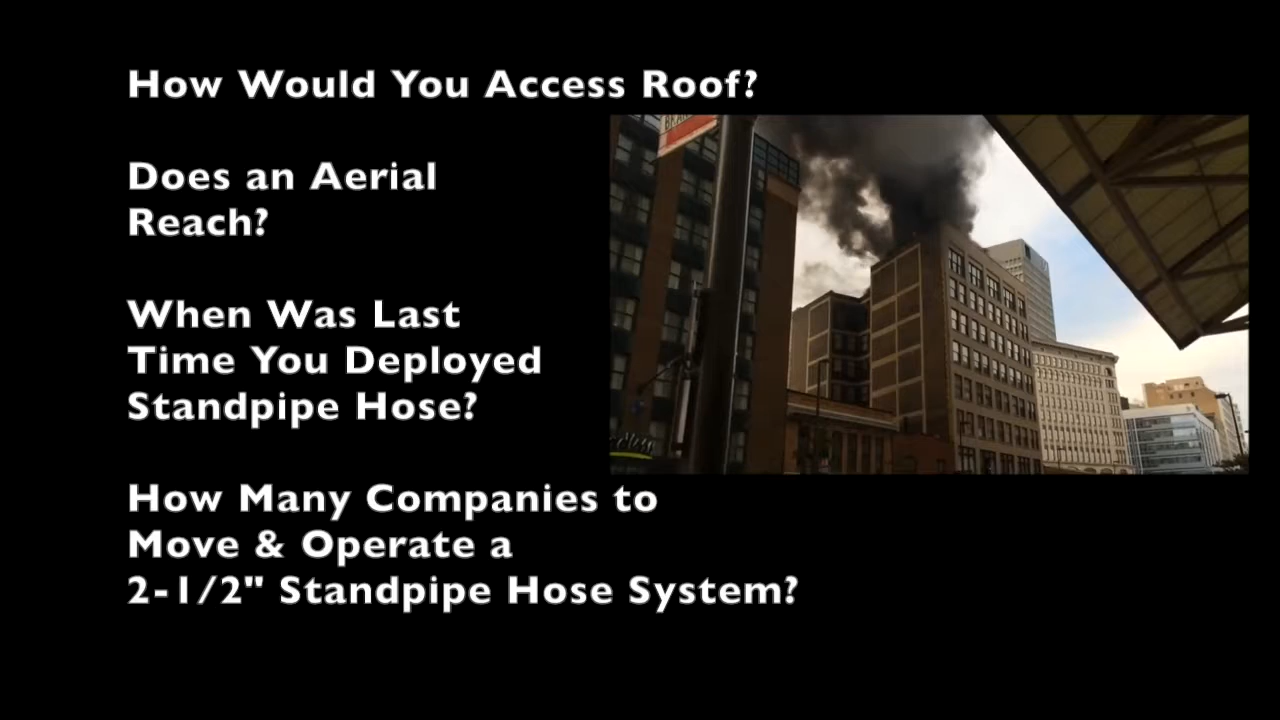 How Would You Access Roof?
Does an Aerial
Reach?
When Was Last
Time You Deployed
Standpipe Hose?
How Many Companies to
Move & Operate a
2-1/2" Standpipe Hose System?